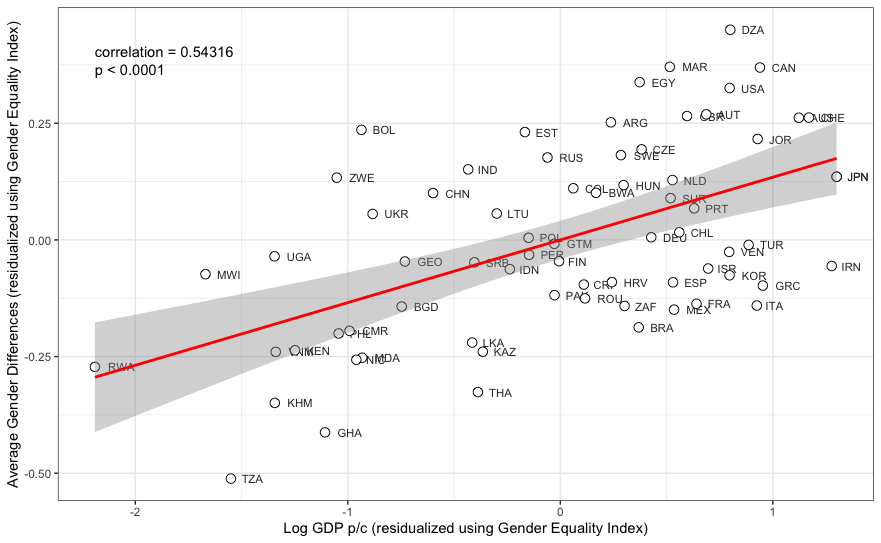 correlation = 0.54316
p < 0.0001
Average Gender Differences (residualized using Gender Equality Index)
0.25
0.00
-0.25
-0.50
DZA
MAR
CAN
EGY
USA
AUT
ARG
CHE
BOL
EST
JOR
CZE
SWE
RUS
IND
ZWE
NLD
JPN
HUN
CHN
BWA
SUR
UKR
LTU
PRT
CHL
POL
DEU
GTM
TUR
VEN
PER
UGA
GEO
SRB
FIN
IDN
ISR
IRN
MWI
KOR
HRV
ESP
GRC
ROU
BGD
ZAF
MEX
FRA
ITA
BRA
CMR
PHL
LKA
KEN
KAZ
MDA
NIC
RWA
THA
KHM
GHA
TZA
-2
-1
0
1
Log GDP p/c (residualized using Gender Equality Index)